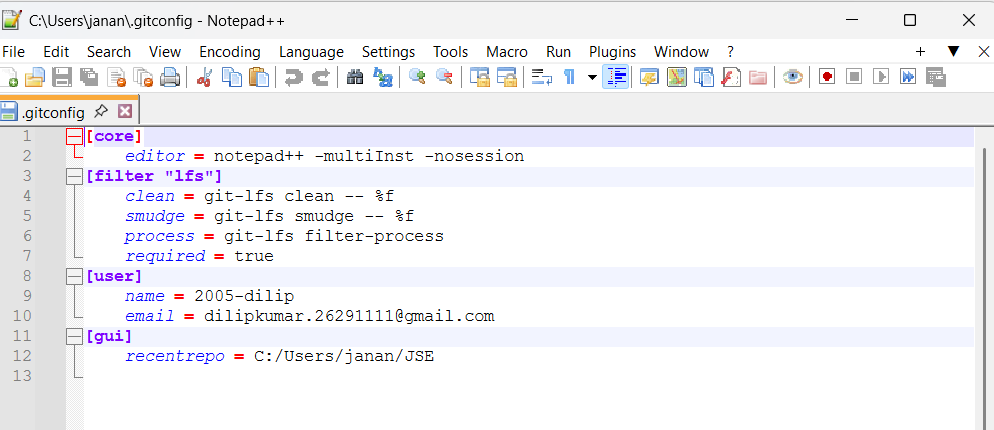 C:\Users\janan\.gitconfig - Notepad++
File Edit Search View Encoding Language Settings Tools Macro Run Plugins Window ? + ▼ X
.gitconfig
1 [core]
2 editor = notepad++ -multiInst -nosession
3 [filter "lfs"]
4 clean = git-lfs clean -- %f
5 smudge = git-lfs smudge -- %f
6 process = git-lfs filter-process
7 required = true
8 [user]
9 name = 2005-dilip
10 email = dilipkumar.26291111@gmail.com
11 [gui]
12 recentrepo = C:/Users/janan/JSE
13